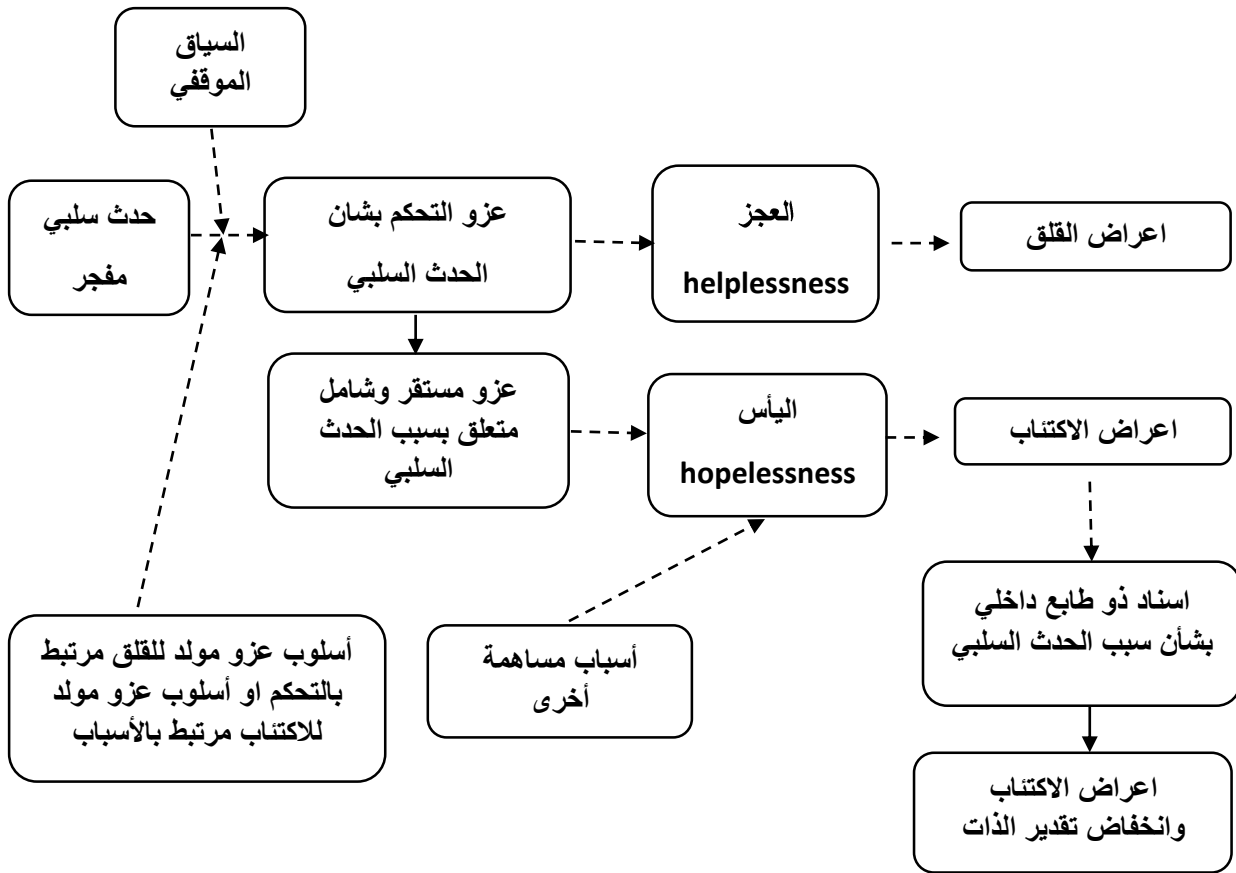 السياق
الموقفي
حدث سلبي
مفجر
عزو التحكم بشان
الحدث السلبي
العجز
helplessness
اعراض القلق
عزو مستقر وشامل
متعلق بسبب الحدث
السلبي
اليأس
hopelessness
اعراض الاكتئاب
أسلوب عزو مولد للقلق مرتبط
بالتحكم او أسلوب عزو مولد
للاكتئاب مرتبط بالأسباب
أسباب مساهمة
أخرى
اسناد ذو طابع داخلي
بشأن سبب الحدث السلبي
اعراض الاكتئاب
وانخفاض تقدير الذات